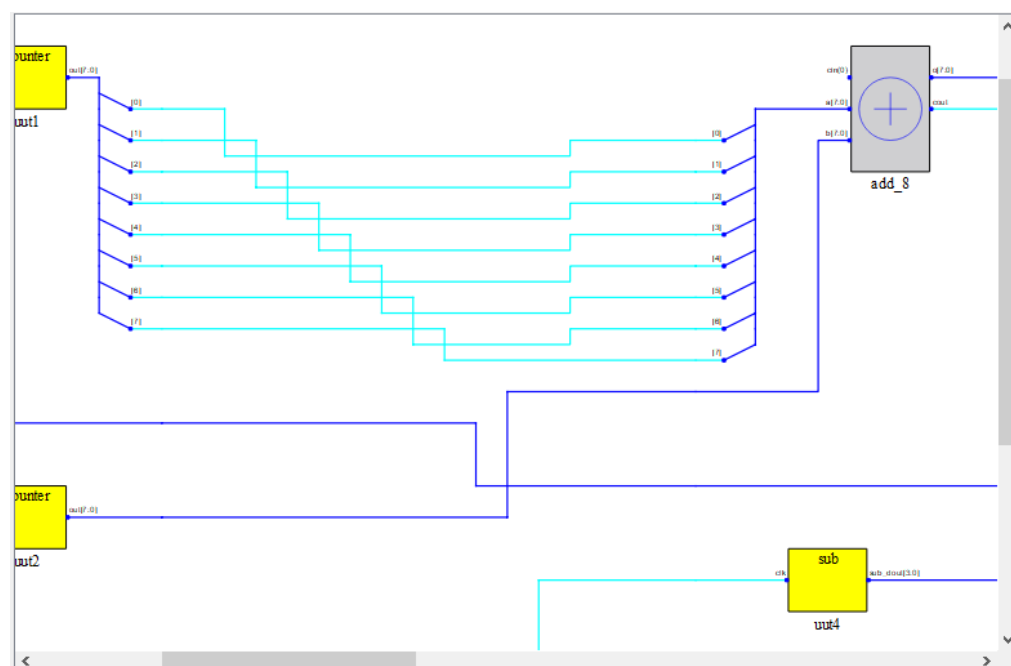 ounter
out[7:0]
uut1
[0]
[1]
[2]
[3]
[4]
[5]
[6]
[7]
[0]
[1]
[2]
[3]
[4]
[5]
[6]
[7]
cin(0)
a[7:0]
b[7:0]
o[7:0]
cout
add_8
ounter
out[7:0]
uut2
clk
sub
sub_dout[3:0]
uut4